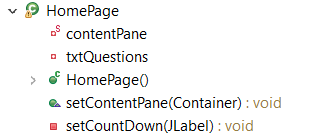 HomePage
contentPane
txtQuestions
HomePage()
setContentPane(Container) : void
setCountDown(JLabel) : void